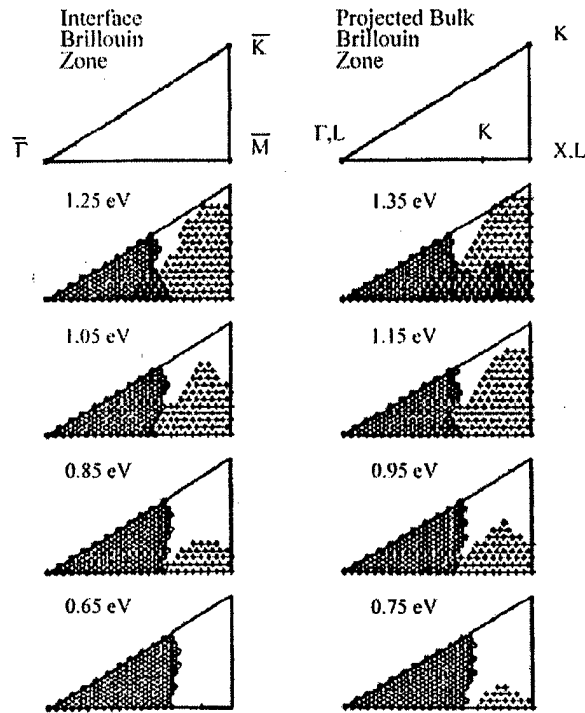 Interface
Brillouin
Zone
K̅
Γ̅
M̅
Projected Bulk
Brillouin
Zone
K
Γ,L
K
X,L
1.25 eV
1.35 eV
1.05 eV
1.15 eV
0.85 eV
0.95 eV
0.65 eV
0.75 eV